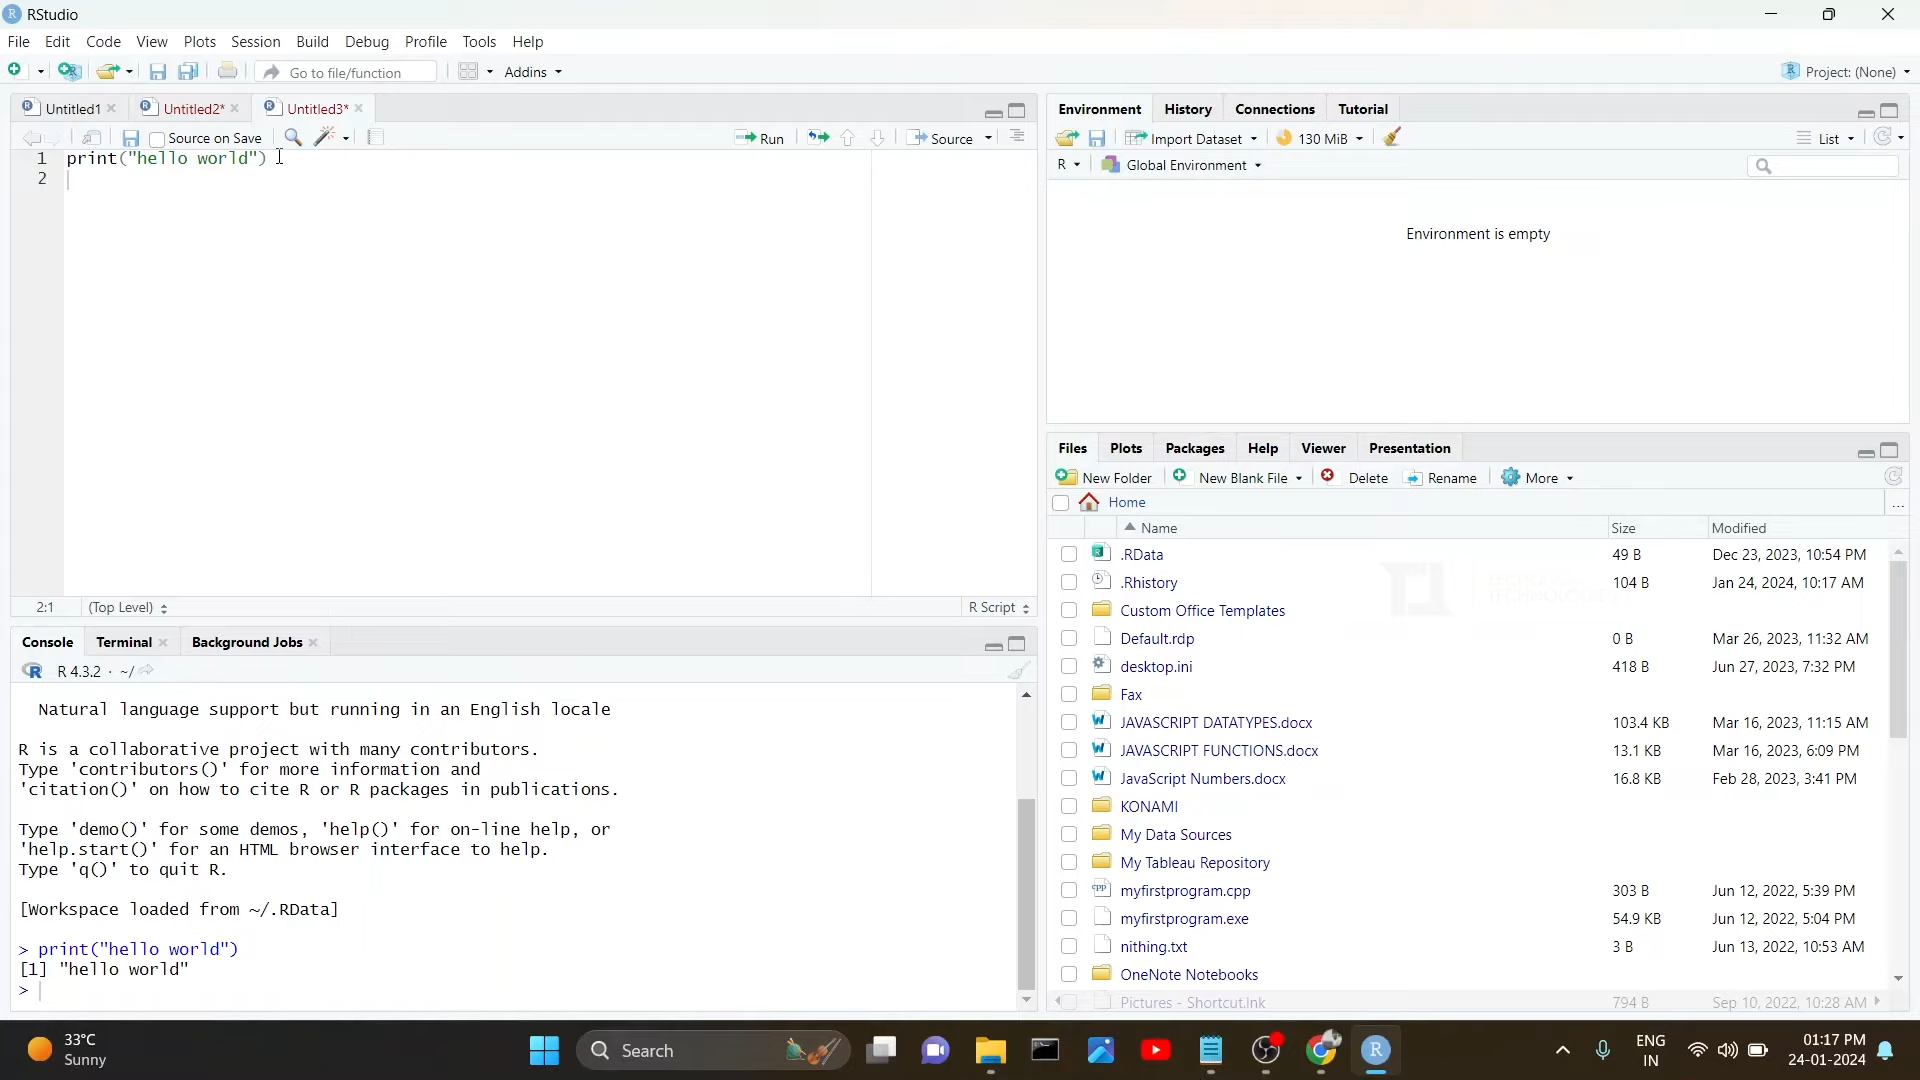 RStudio
File Edit Code View Plots Session Build Debug Profile Tools Help
Go to file/function Addins Project: (None)
Untitled1 Untitled2* Untitled3*
Source on Save Run Source
1 print("hello world")
2
2:1 (Top Level) R Script
Console Terminal Background Jobs
R 4.3.2 · ~/
Natural language support but running in an English locale
R is a collaborative project with many contributors.
Type 'contributors()' for more information and
'citation()' on how to cite R or R packages in publications.
Type 'demo()' for some demos, 'help()' for on-line help, or
'help.start()' for an HTML browser interface to help.
Type 'q()' to quit R.
[Workspace loaded from ~/.RData]
> print("hello world")
[1] "hello world"
>
Environment History Connections Tutorial
Import Dataset 130 MiB List
R Global Environment
Environment is empty
Files Plots Packages Help Viewer Presentation
New Folder New Blank File Delete Rename More
Home ...
Name Size Modified
.RData 49 B Dec 23, 2023, 10:54 PM
.Rhistory 104 B Jan 24, 2024, 10:17 AM
Custom Office Templates
Default.rdp 0 B Mar 26, 2023, 11:32 AM
desktop.ini 418 B Jun 27, 2023, 7:32 PM
Fax
JAVASCRIPT DATATYPES.docx 103.4 KB Mar 16, 2023, 11:15 AM
JAVASCRIPT FUNCTIONS.docx 13.1 KB Mar 16, 2023, 6:09 PM
JavaScript Numbers.docx 16.8 KB Feb 28, 2023, 3:41 PM
KONAMI
My Data Sources
My Tableau Repository
myfirstprogram.cpp 303 B Jun 12, 2022, 5:39 PM
myfirstprogram.exe 54.9 KB Jun 12, 2022, 5:04 PM
nithing.txt 3 B Jun 13, 2022, 10:53 AM
OneNote Notebooks
Pictures - Shortcut.lnk 794 B Sep 10, 2022, 10:28 AM
33°C
Sunny
Search
ENG
IN
01:17 PM
24-01-2024